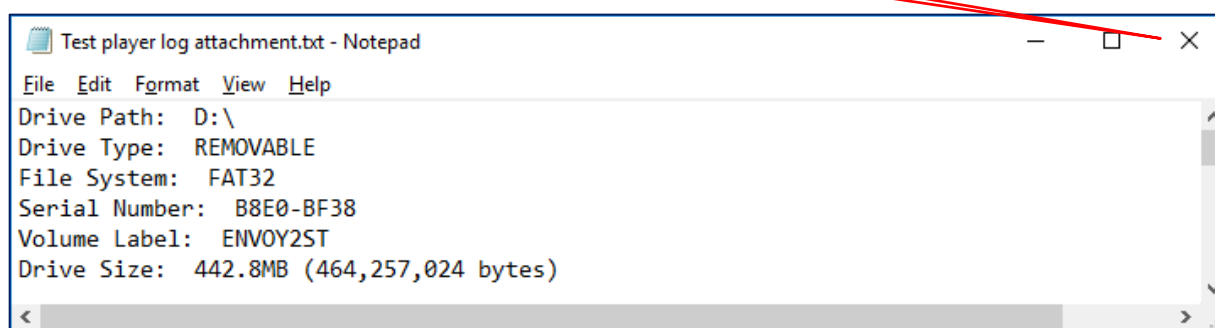 Test player log attachment.txt - Notepad
File Edit Format View Help
Drive Path:  D:\
Drive Type:  REMOVABLE
File System:  FAT32
Serial Number:  B8E0-BF38
Volume Label:  ENVOY2ST
Drive Size:  442.8MB (464,257,024 bytes)